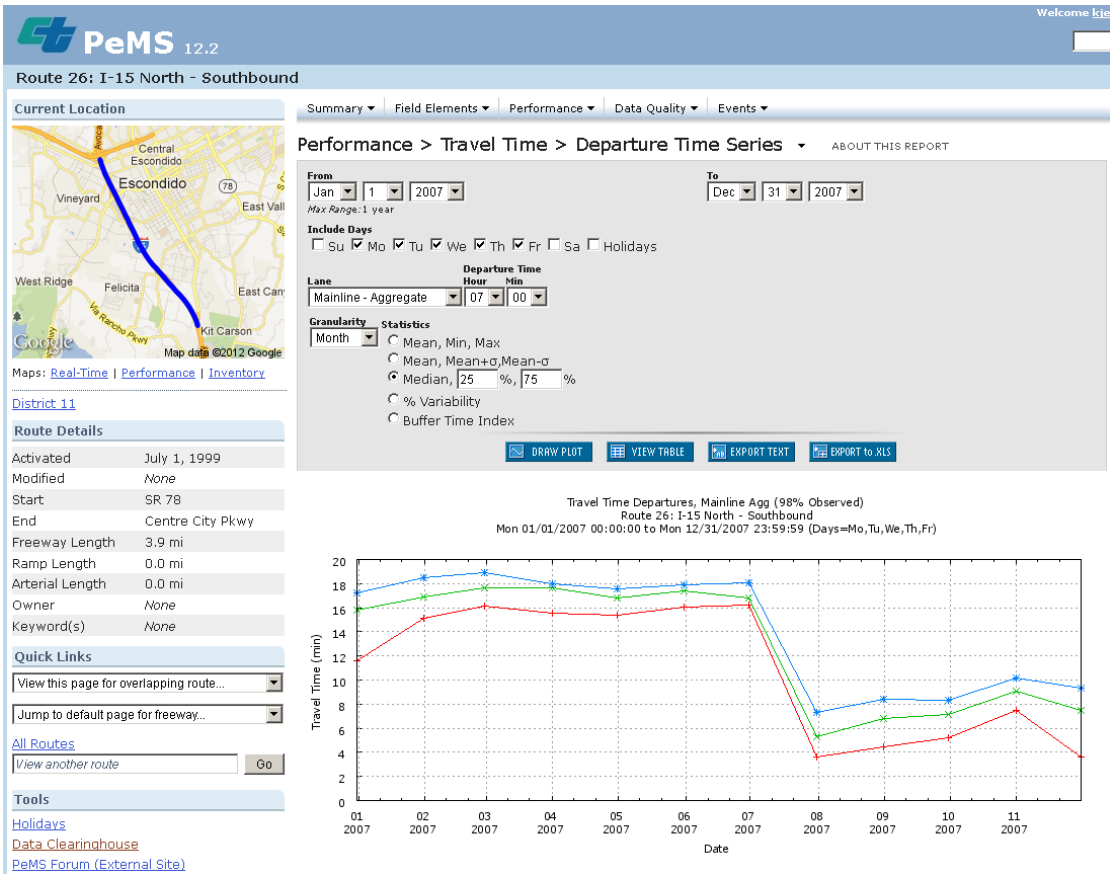 Welcome kje
PeMS 12.2
Route 26: I-15 North - Southbound
Current Location
Avoca
Central
Escondido
Escondido
78
Vineyard
East Vall
West Ridge
Felicita
East Can
Via Rancho Pkwy
Kit Carson
Google
Map data ©2012 Google
Maps: Real-Time | Performance | Inventory
District 11
Route Details
Activated July 1, 1999
Modified None
Start SR 78
End Centre City Pkwy
Freeway Length 3.9 mi
Ramp Length 0.0 mi
Arterial Length 0.0 mi
Owner None
Keyword(s) None
Quick Links
View this page for overlapping route...
Jump to default page for freeway...
All Routes
View another route Go
Tools
Holidays
Data Clearinghouse
PeMS Forum (External Site)
Summary Field Elements Performance Data Quality Events
Performance > Travel Time > Departure Time Series ABOUT THIS REPORT
From To
Jan 1 2007 Dec 31 2007
Max Range:1 year
Include Days
Su Mo Tu We Th Fr Sa Holidays
Departure Time
Lane Hour Min
Mainline - Aggregate 07 00
Granularity Statistics
Month Mean, Min, Max
Mean, Mean+σ,Mean-σ
Median, 25 %, 75 %
% Variability
Buffer Time Index
DRAW PLOT VIEW TABLE EXPORT TEXT EXPORT to .XLS
Travel Time Departures, Mainline Agg (98% Observed)
Route 26: I-15 North - Southbound
Mon 01/01/2007 00:00:00 to Mon 12/31/2007 23:59:59 (Days=Mo,Tu,We,Th,Fr)
Travel Time (min)
20
18
16
14
12
10
8
6
4
2
0
01 02 03 04 05 06 07 08 09 10 11
2007 2007 2007 2007 2007 2007 2007 2007 2007 2007 2007
Date